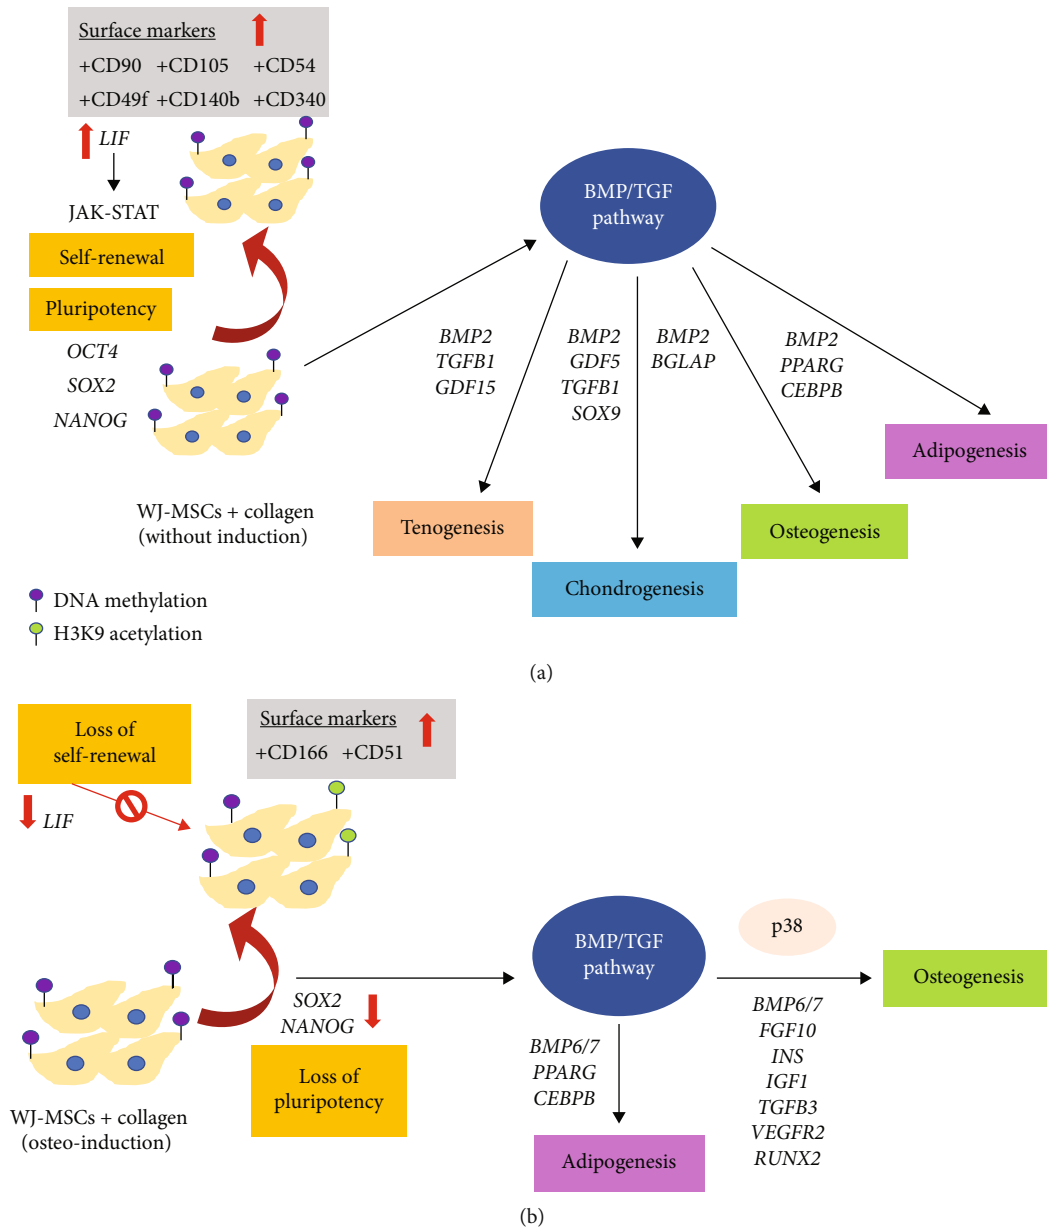 (a)
Surface markers
+CD90 +CD105 +CD54
+CD49f +CD140b +CD340
LIF
JAK-STAT
Self-renewal
Pluripotency
OCT4
SOX2
NANOG
WJ-MSCs + collagen
(without induction)
BMP/TGF
pathway
BMP2
TGFB1
GDF15
BMP2
GDF5
TGFB1
SOX9
BMP2
BGLAP
BMP2
PPARG
CEBPB
Tenogenesis
Chondrogenesis
Osteogenesis
Adipogenesis
DNA methylation
H3K9 acetylation
(a)
Loss of
self-renewal
LIF
Surface markers
+CD166 +CD51
WJ-MSCs + collagen
(osteo-induction)
SOX2
NANOG
Loss of
pluripotency
BMP/TGF
pathway
p38
BMP6/7
PPARG
CEBPB
Adipogenesis
BMP6/7
FGF10
INS
IGF1
TGFB3
VEGFR2
RUNX2
Osteogenesis
(b)